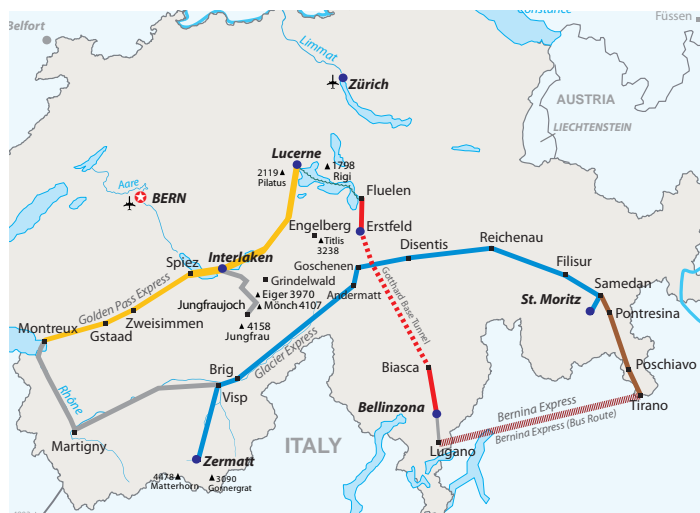 Constance
Belfort
Füssen
Limmat
Zürich
AUSTRIA
LIECHTENSTEIN
Lucerne
2119
Pilatus
1798
Rigi
Aare
BERN
Fluelen
Engelberg
Titlis
3238
Erstfeld
Disentis
Reichenau
Interlaken
Spiez
Goschenen
Filisur
Grindelwald
Andermatt
Samedan
St. Moritz
Golden Pass Express
Jungfraujoch
Eiger 3970
Mönch 4107
Gotthard Base Tunnel
Pontresina
Montreux
Gstaad
Zweisimmen
4158
Jungfrau
Glacier Express
Biasca
Poschiavo
Rhône
Brig
Visp
Bellinzona
Bernina Express
Tirano
Bernina Express (Bus Route)
Martigny
ITALY
Lugano
Zermatt
4478
Matterhorn
3090
Gornergrat